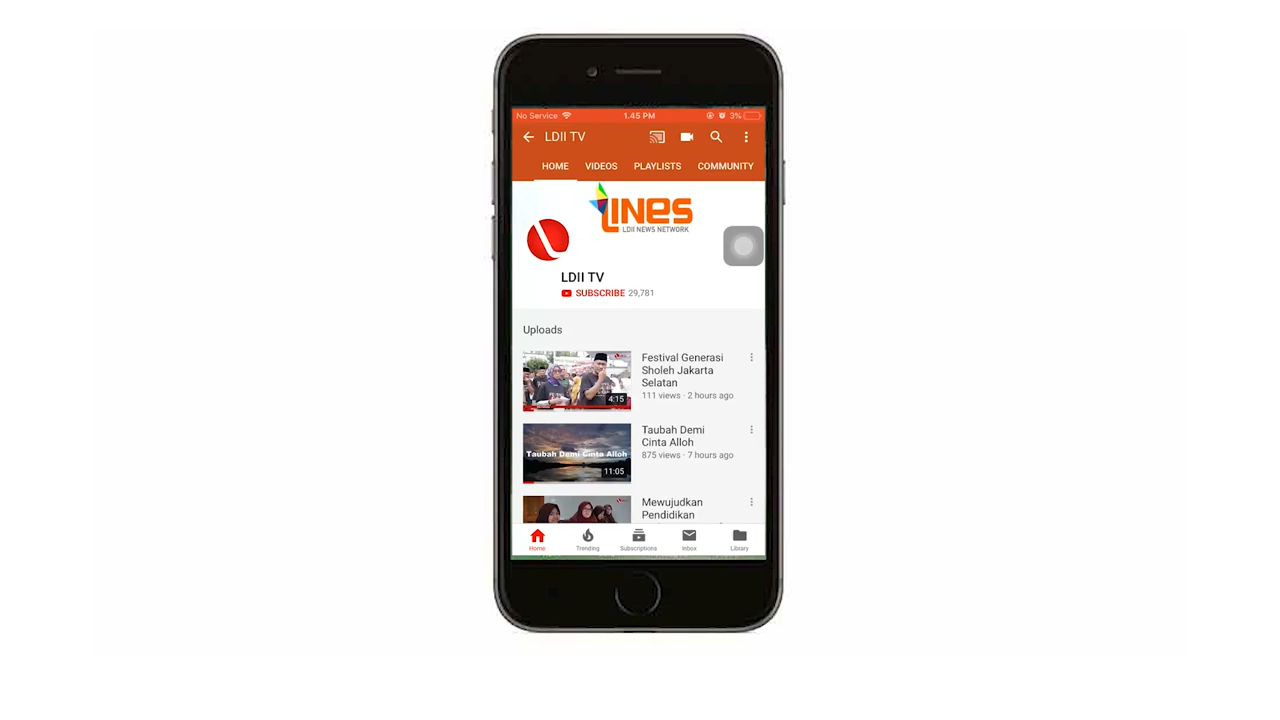 No Service 1.45 PM 3%
LDII TV
HOME VIDEOS PLAYLISTS COMMUNITY
LINES
LDII NEWS NETWORK
LDII TV
SUBSCRIBE 29,781
Uploads
Festival Generasi
Sholeh Jakarta
Selatan
111 views · 2 hours ago
4:15
Taubah Demi
Cinta Alloh
875 views · 7 hours ago
Taubah Demi Cinta Alloh
11:05
Mewujudkan
Pendidikan
Home Trending Subscriptions Inbox Library